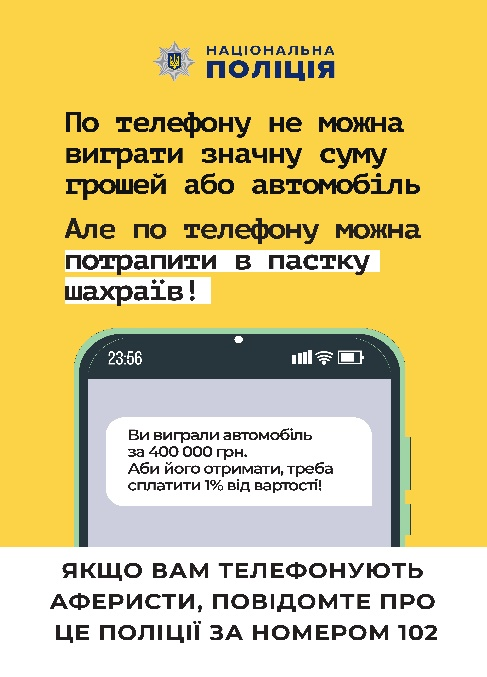 НАЦІОНАЛЬНА
ПОЛІЦІЯ
По телефону не можна
виграти значну суму
грошей або автомобіль
Але по телефону можна
потрапити в пастку
шахраїв!
23:56
Ви виграли автомобіль
за 400 000 грн.
Аби його отримати, треба
сплатити 1% від вартості!
ЯКЩО ВАМ ТЕЛЕФОНУЮТЬ
АФЕРИСТИ, ПОВІДОМТЕ ПРО
ЦЕ ПОЛІЦІЇ ЗА НОМЕРОМ 102